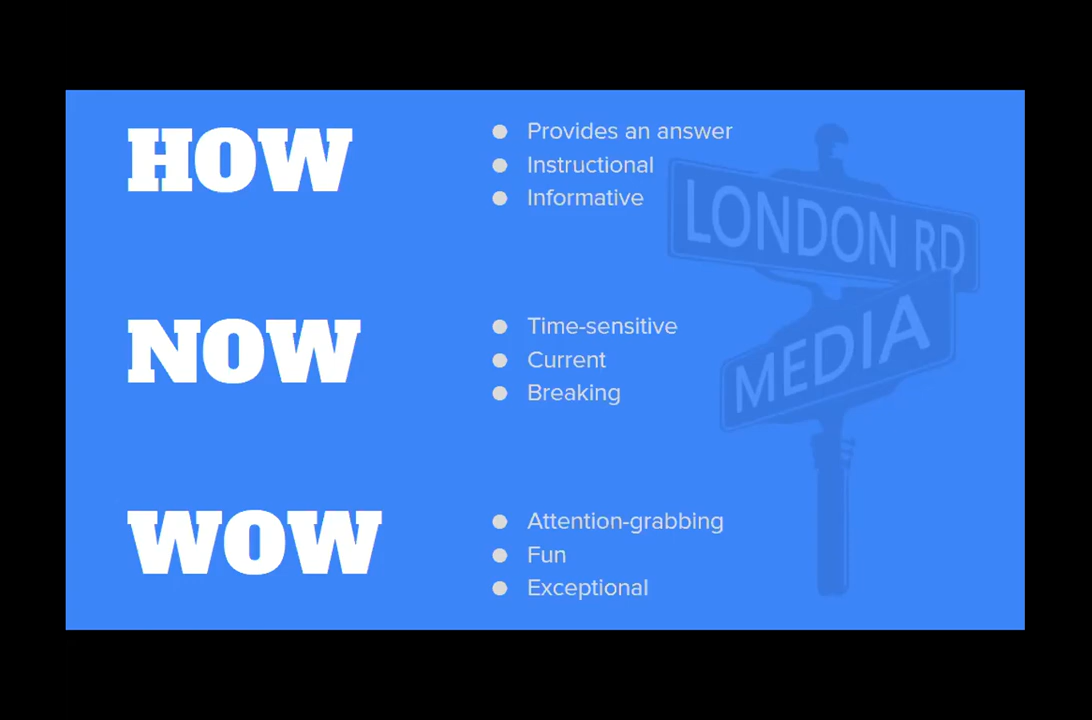 HOW
Provides an answer
Instructional
Informative
NOW
Time-sensitive
Current
Breaking
WOW
Attention-grabbing
Fun
Exceptional
LONDON RD
MEDIA